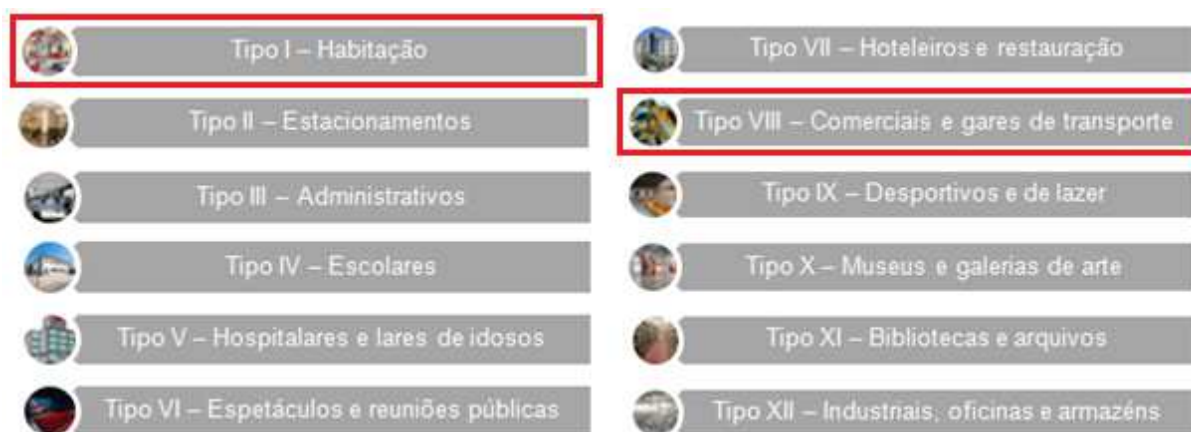 Tipo I – Habitação
Tipo II – Estacionamentos
Tipo III – Administrativos
Tipo IV – Escolares
Tipo V – Hospitalares e lares de idosos
Tipo VI – Espetáculos e reuniões públicas
Tipo VII – Hoteleiros e restauração
Tipo VIII – Comerciais e gares de transporte
Tipo IX – Desportivos e de lazer
Tipo X – Museus e galerias de arte
Tipo XI – Bibliotecas e arquivos
Tipo XII – Industriais, oficinas e armazéns